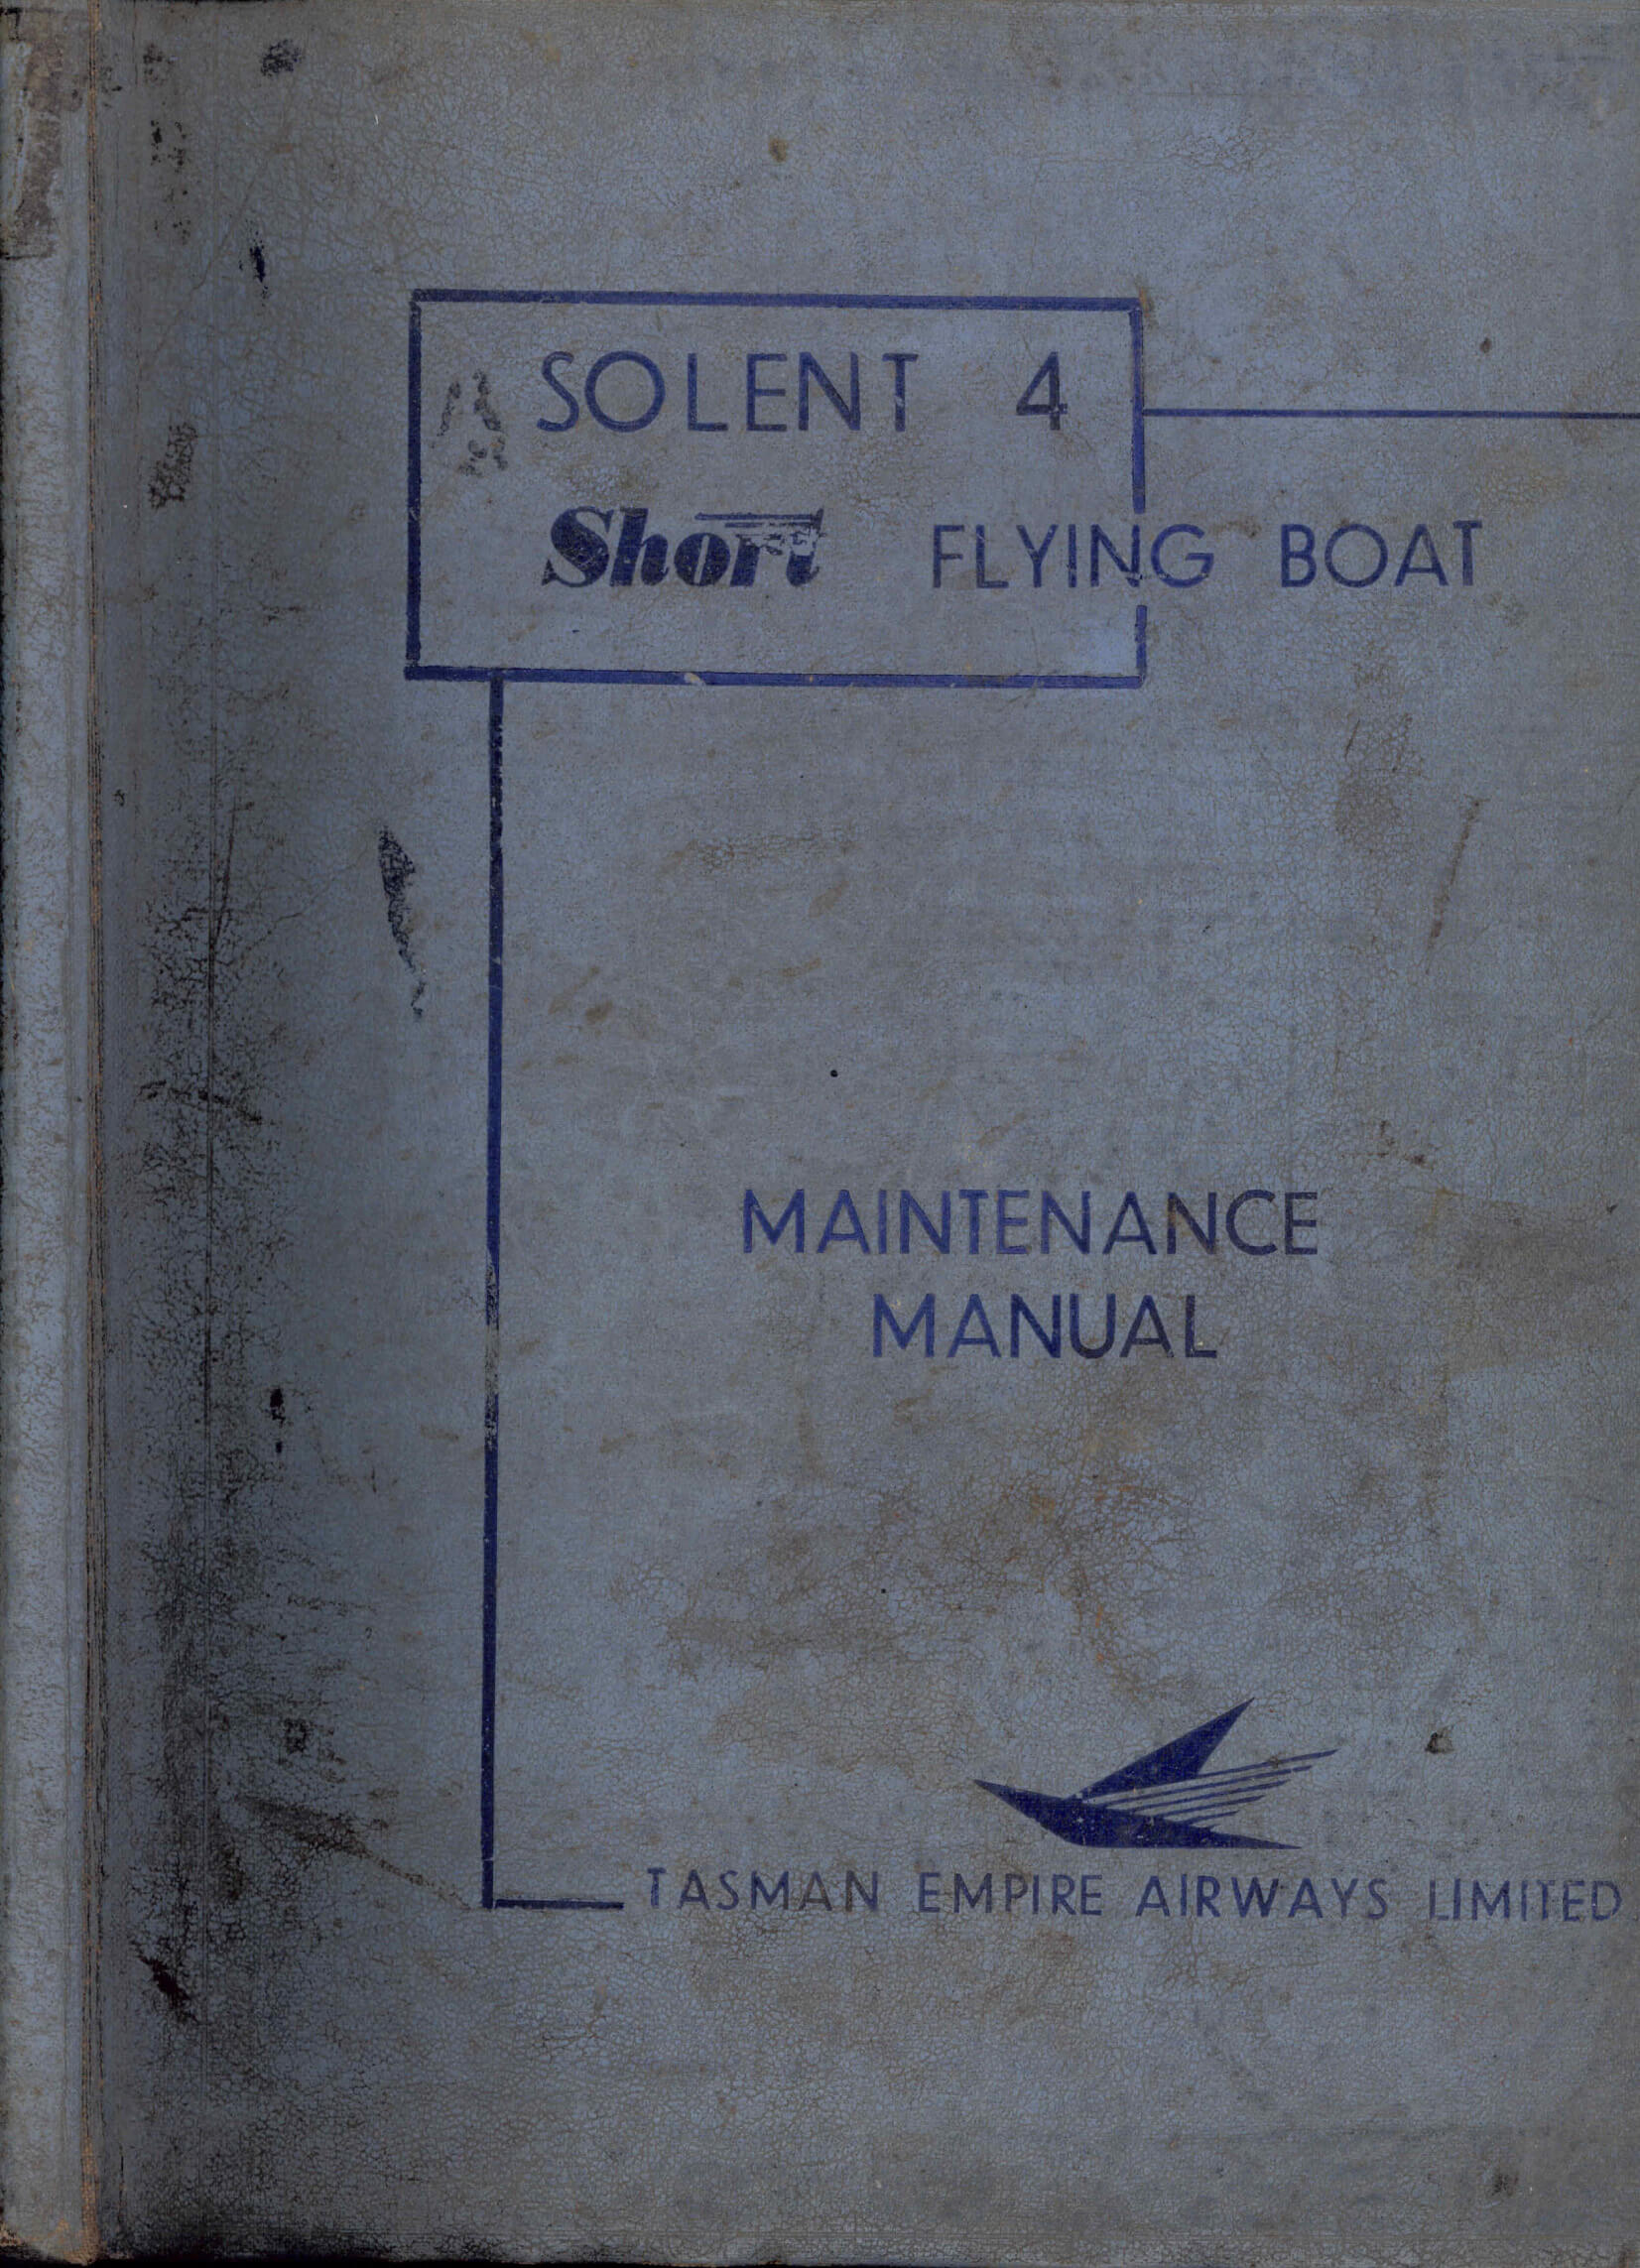 SOLENT 4
Short FLYING BOAT
MAINTENANCE
MANUAL
TASMAN EMPIRE AIRWAYS LIMITED